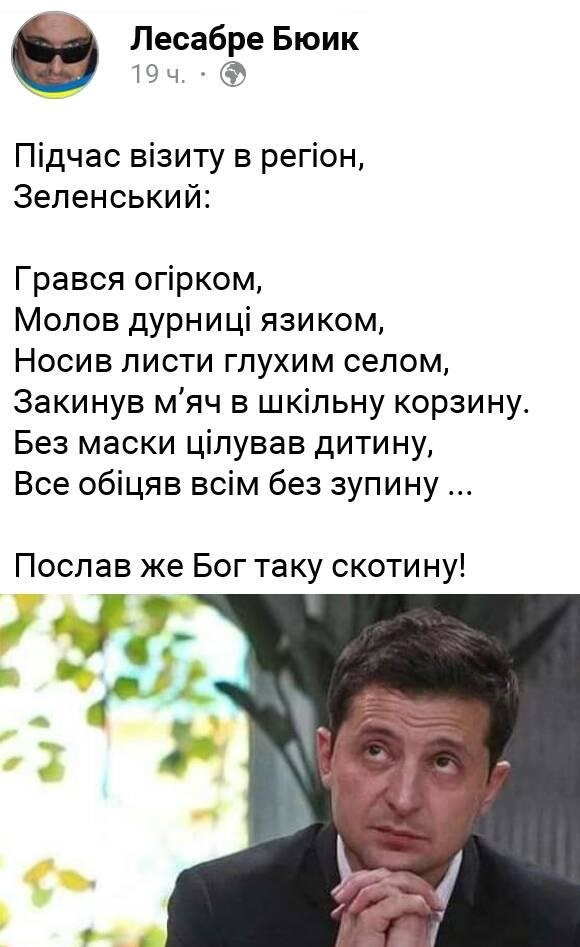 Лесабре Бюик
19 ч. ·
Підчас візиту в регіон,
Зеленський:
Грався огірком,
Молов дурниці язиком,
Носив листи глухим селом,
Закинув м’яч в шкільну корзину.
Без маски цілував дитину,
Все обіцяв всім без зупину ...
Послав же Бог таку скотину!